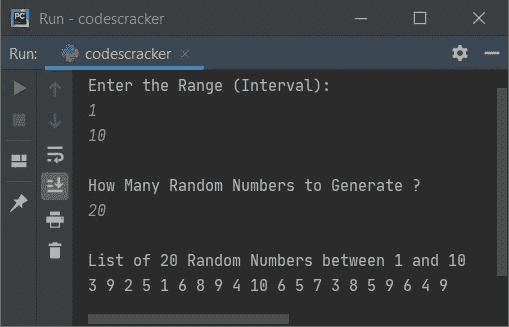 PC Run - codescracker
Run: codescracker
Enter the Range (Interval):
1
10
How Many Random Numbers to Generate ?
20
List of 20 Random Numbers between 1 and 10
3 9 2 5 1 6 8 9 4 10 6 5 7 3 8 5 9 6 4 9